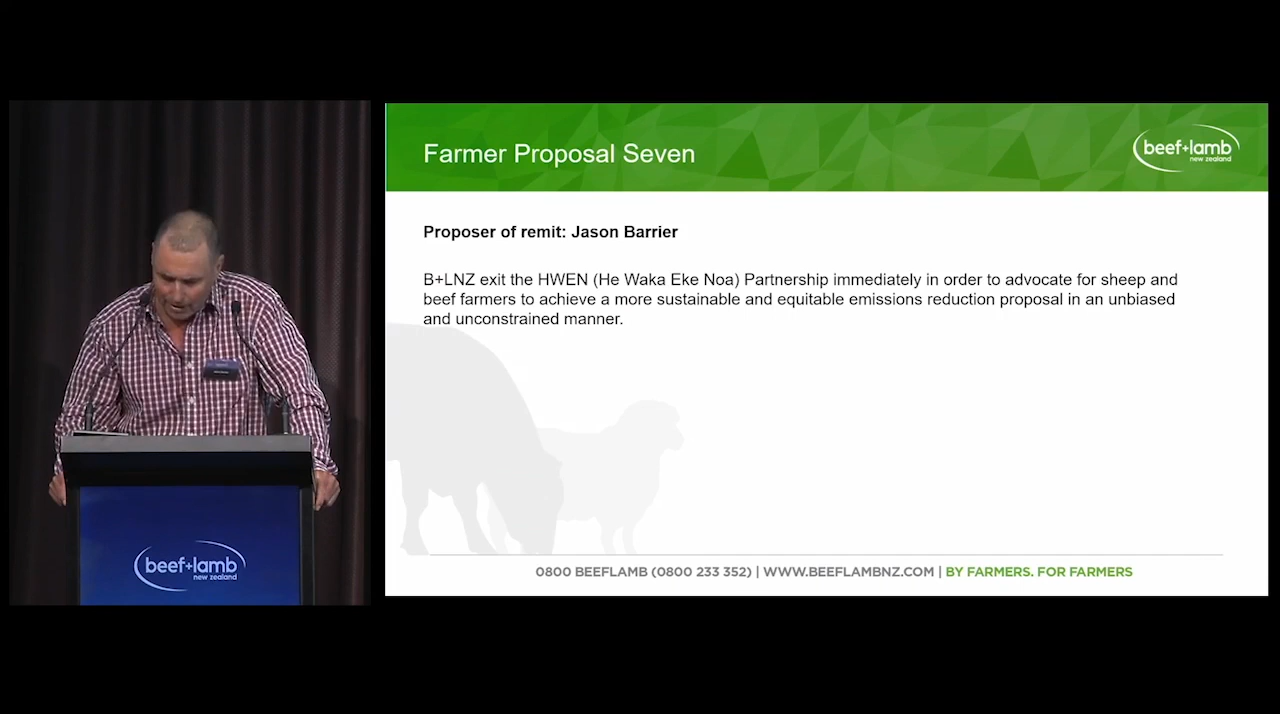 Farmer Proposal Seven
beef+lamb
new zealand
Proposer of remit: Jason Barrier
B+LNZ exit the HWEN (He Waka Eke Noa) Partnership immediately in order to advocate for sheep and
beef farmers to achieve a more sustainable and equitable emissions reduction proposal in an unbiased
and unconstrained manner.
0800 BEEFLAMB (0800 233 352) | WWW.BEEFLAMBNZ.COM | BY FARMERS. FOR FARMERS
beef+lamb
new zealand